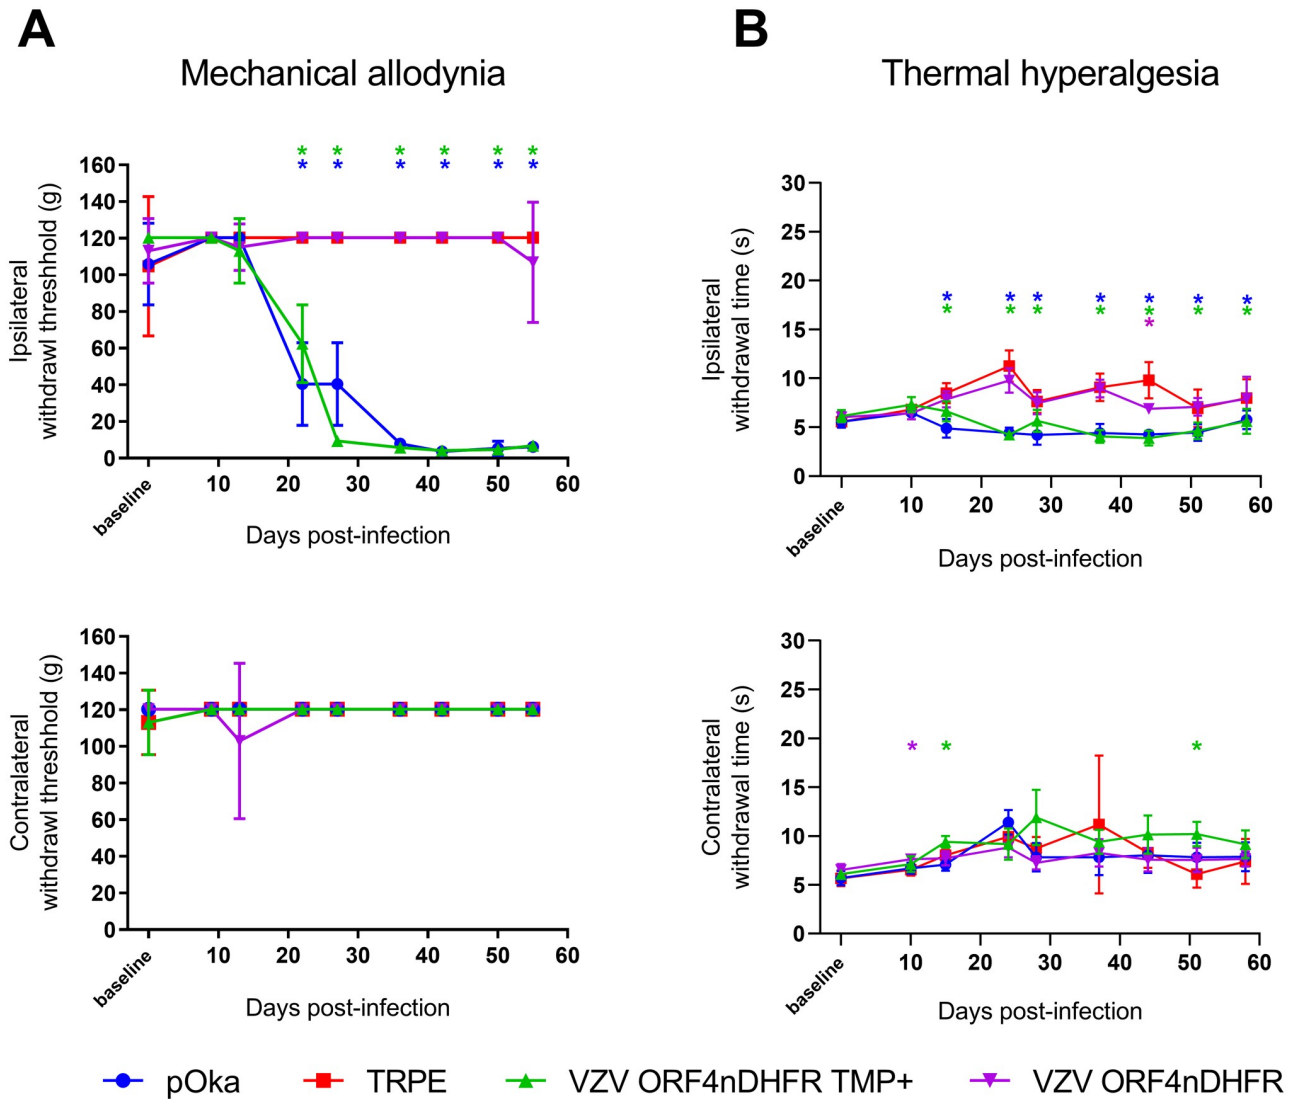 A
Mechanical allodynia
* * * * * *
* * * * * *
Ipsilateral
withdrawl threshhold (g)
160
140
120
100
80
60
40
20
0
baseline
10 20 30 40 50 60
Days post-infection
Contralateral
withdrawl threshhold (g)
160
140
120
100
80
60
40
20
0
baseline
10 20 30 40 50 60
Days post-infection
B
Thermal hyperalgesia
Ipsilateral
withdrawal time (s)
30
25
20
15
10
5
0
* * * * * * *
* * * * * * *
*
baseline
10 20 30 40 50 60
Days post-infection
Contralateral
withdrawal time (s)
30
25
20
15
10
5
0
* * *
baseline
10 20 30 40 50 60
Days post-infection
pOka TRPE VZV ORF4nDHFR TMP+ VZV ORF4nDHFR